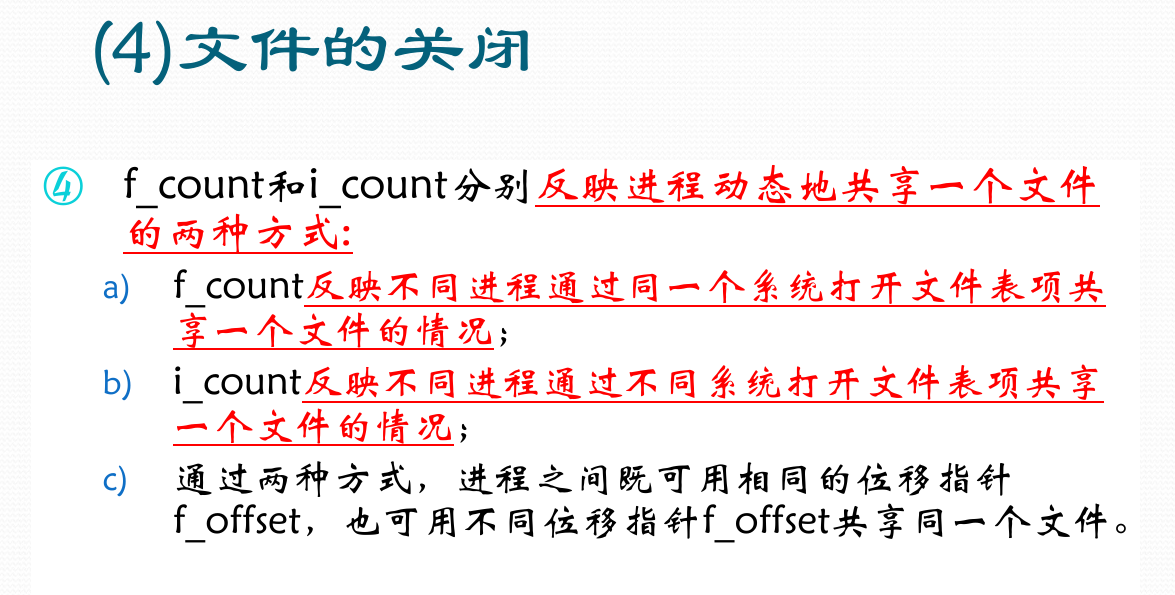 (4)文件的关闭
④ f_count和i_count分别反映进程动态地共享一个文件
的两种方式:
a) f_count反映不同进程通过同一个系统打开文件表项共
享一个文件的情况；
b) i_count反映不同进程通过不同系统打开文件表项共享
一个文件的情况；
c) 通过两种方式，进程之间既可用相同的位移指针
f_offset，也可用不同位移指针f_offset共享同一个文件。